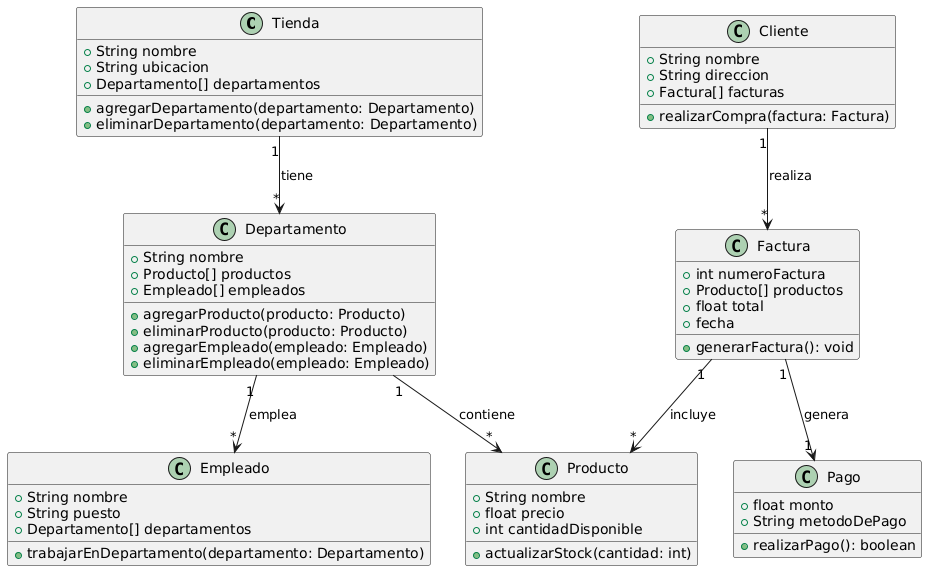 C Tienda
String nombre
String ubicacion
Departamento[] departamentos
agregarDepartamento(departamento: Departamento)
eliminarDepartamento(departamento: Departamento)
C Cliente
String nombre
String direccion
Factura[] facturas
realizarCompra(factura: Factura)
1
tiene
*
1
realiza
*
C Departamento
String nombre
Producto[] productos
Empleado[] empleados
agregarProducto(producto: Producto)
eliminarProducto(producto: Producto)
agregarEmpleado(empleado: Empleado)
eliminarEmpleado(empleado: Empleado)
C Factura
int numeroFactura
Producto[] productos
float total
fecha
generarFactura(): void
1
emplea
*
1
contiene
*
1
incluye
*
1
genera
1
C Empleado
String nombre
String puesto
Departamento[] departamentos
trabajarEnDepartamento(departamento: Departamento)
C Producto
String nombre
float precio
int cantidadDisponible
actualizarStock(cantidad: int)
C Pago
float monto
String metodoDePago
realizarPago(): boolean